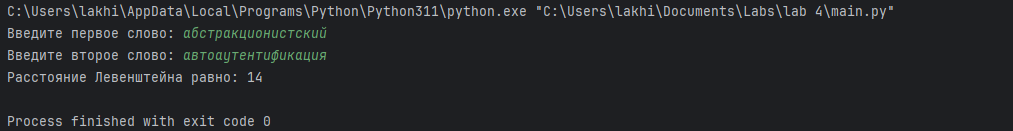 C:\Users\lakhi\AppData\Local\Programs\Python\Python311\python.exe "C:\Users\lakhi\Documents\Labs\lab 4\main.py"
Введите первое слово: абстракционистский
Введите второе слово: автоаутентификация
Расстояние Левенштейна равно: 14
Process finished with exit code 0